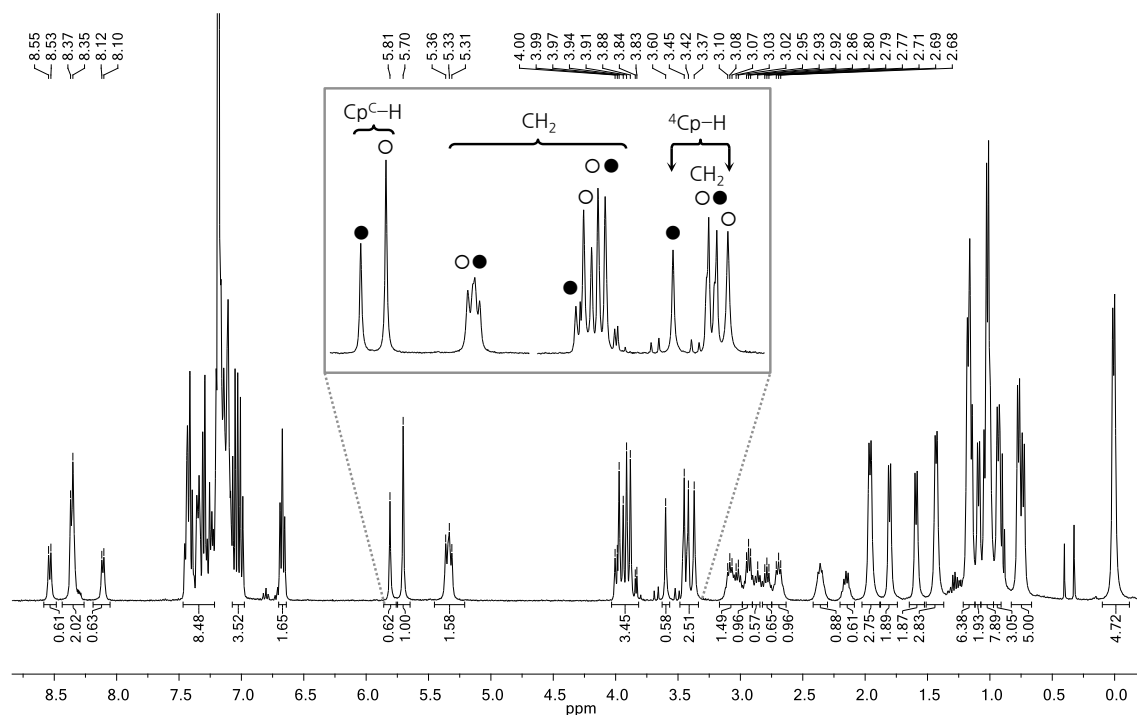 8.55 8.53 8.37 8.35 8.12 8.10 5.81 5.70 5.36 5.33 5.31 4.00 3.99 3.97 3.94 3.91 3.88 3.84 3.83 3.60 3.45 3.42 3.37 3.10 3.08 3.07 3.03 3.02 2.95 2.93 2.92 2.86 2.80 2.79 2.77 2.71 2.69 2.68
Cpᶜ–H CH₂ ⁴Cp–H
CH₂
0.61 2.02 0.63 8.48 3.52 1.65 0.62 1.00 1.58 3.45 0.58 2.51 1.49 0.96 0.57 0.65 0.96 0.88 0.61 2.75 1.89 1.87 2.83 6.38 1.93 7.89 3.05 5.00 4.72
8.5 8.0 7.5 7.0 6.5 6.0 5.5 5.0 4.5 4.0 3.5 3.0 2.5 2.0 1.5 1.0 0.5 0.0
ppm